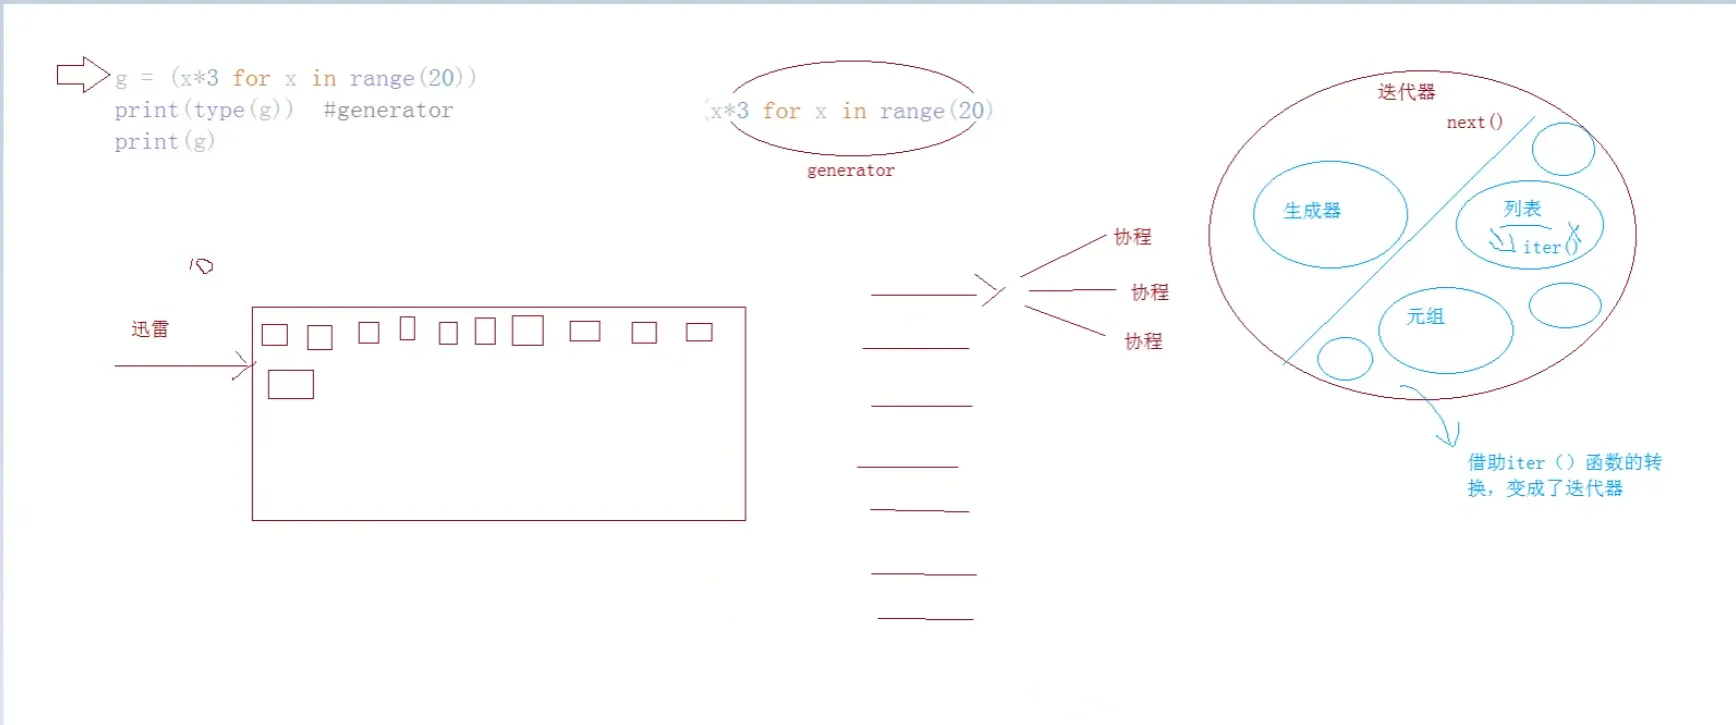 g = (x*3 for x in range(20))
print(type(g))  #generator
print(g)
(x*3 for x in range(20)
generator
迭代器
next()
生成器
列表
iter()
元组
借助iter（）函数的转
换，变成了迭代器
协程
协程
协程
10
迅雷